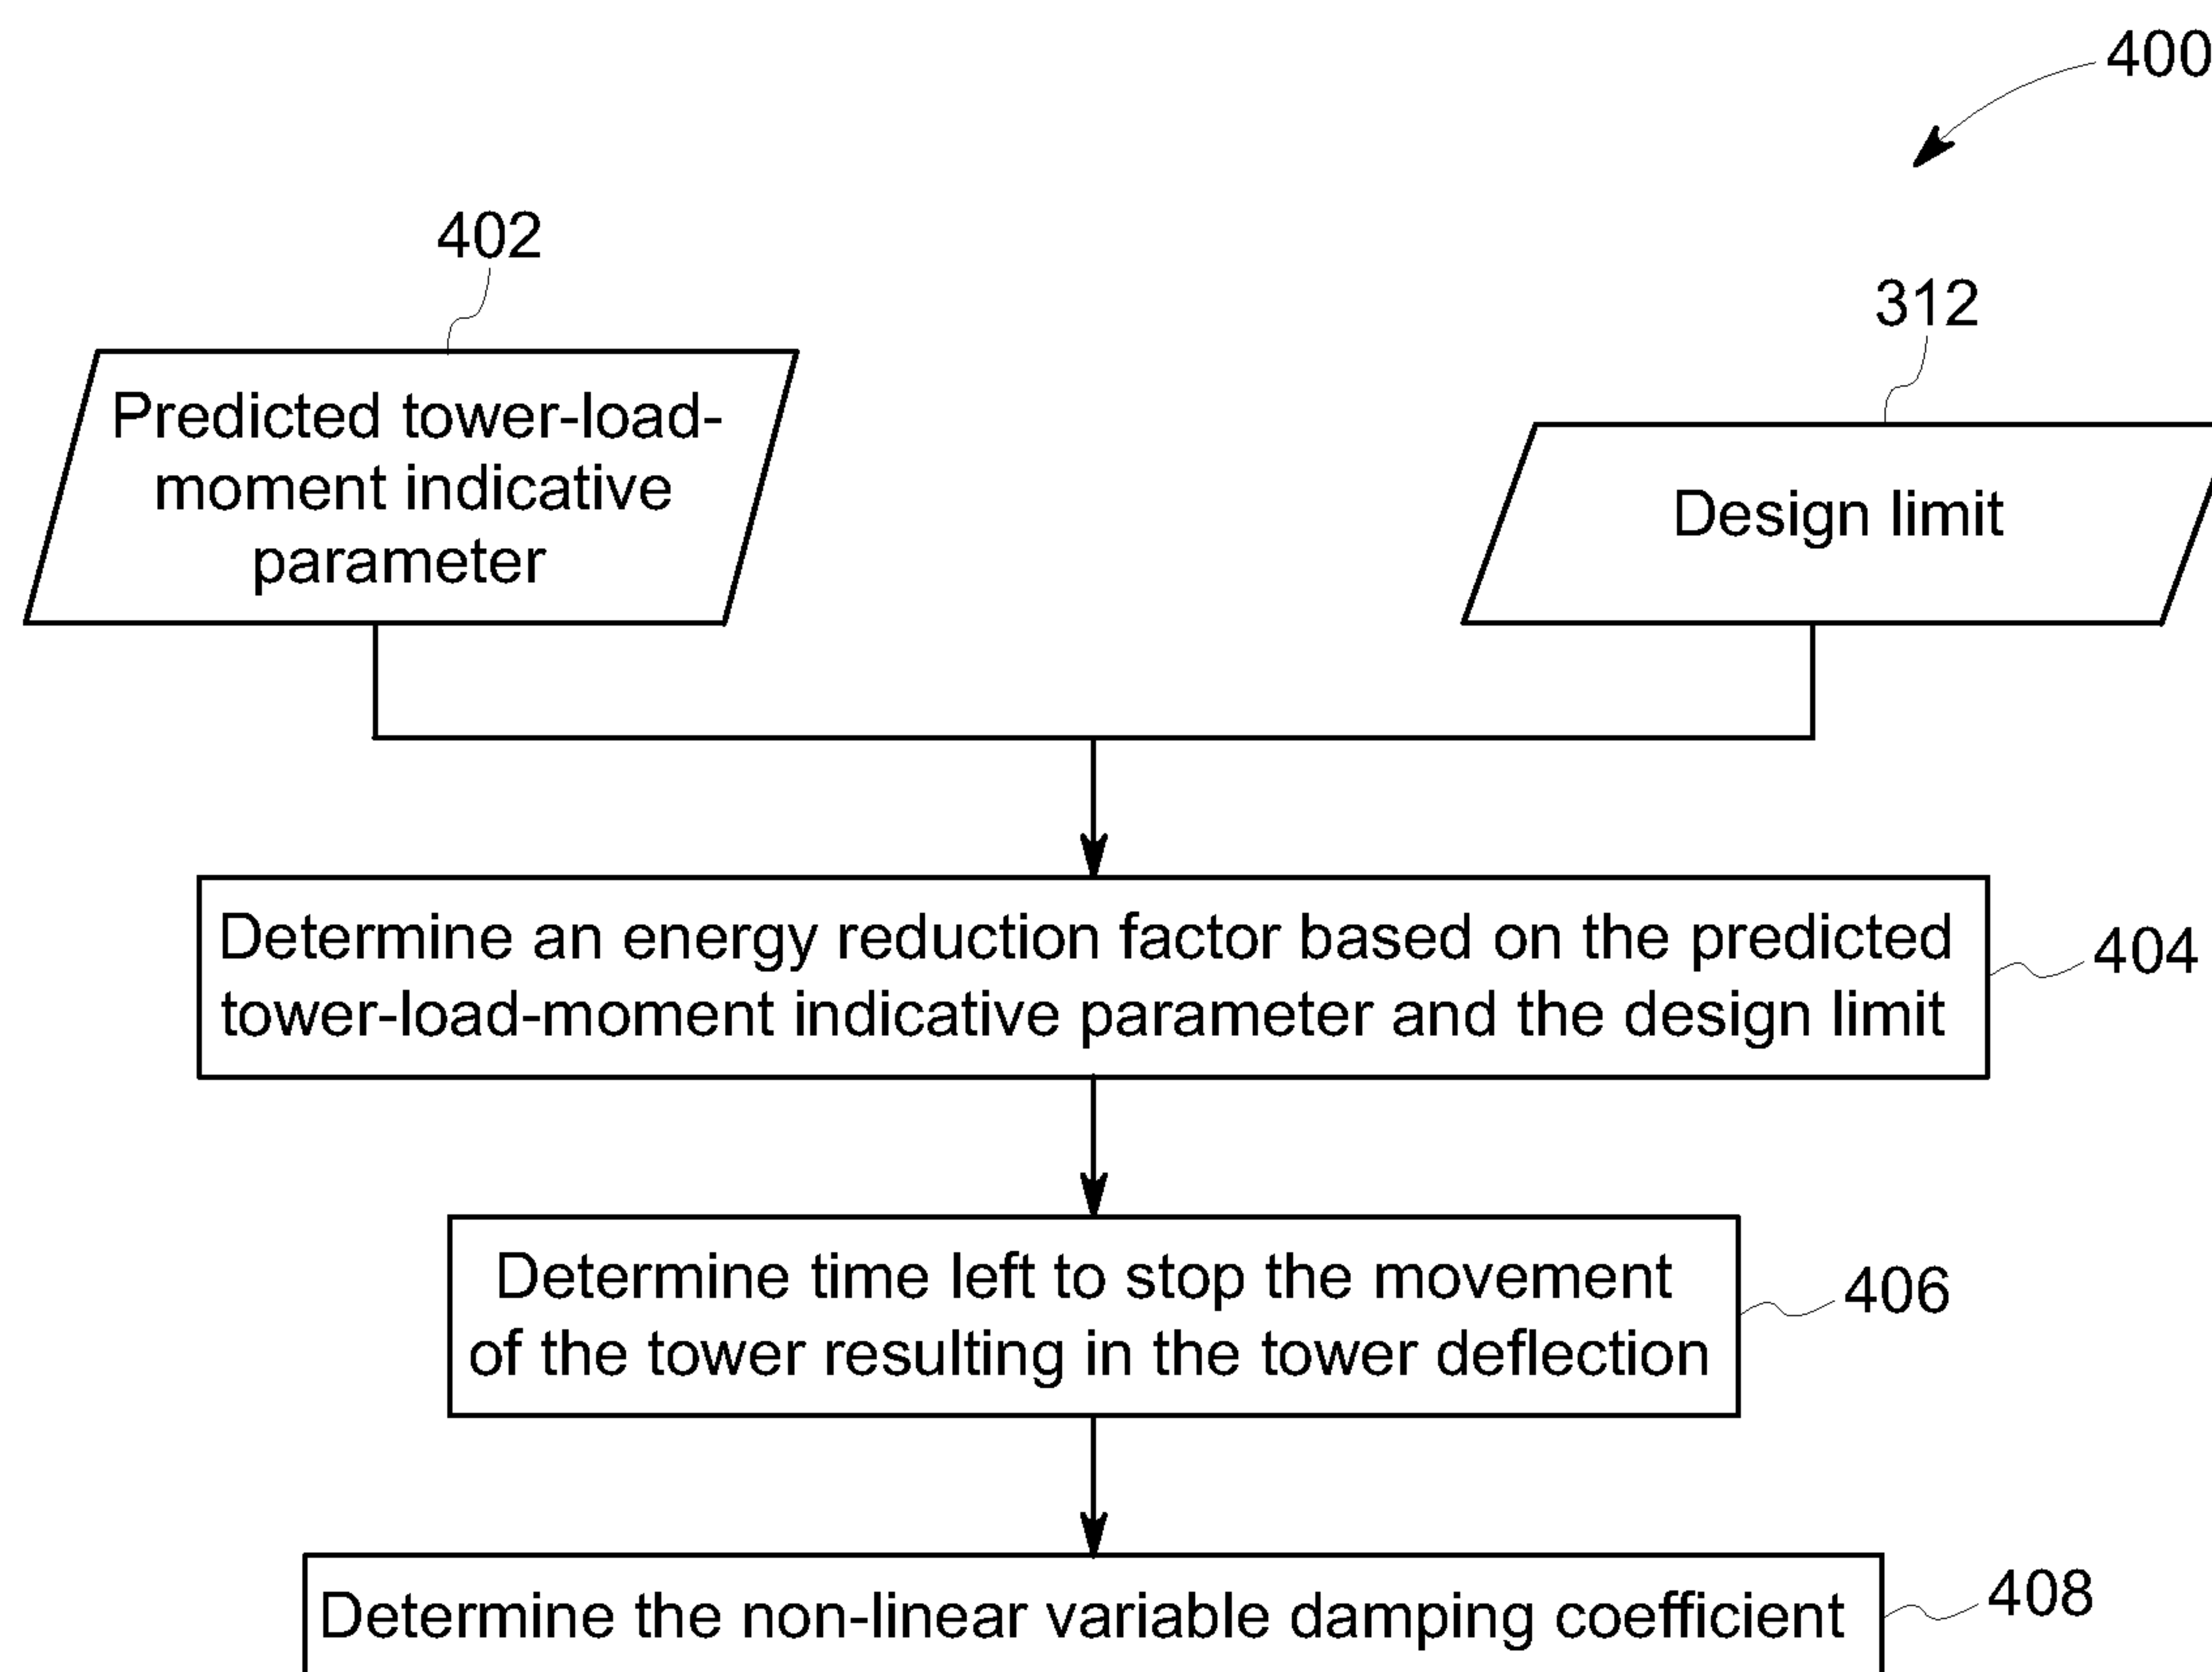 400
402
312
Predicted tower-load-
moment indicative
parameter
Design limit
Determine an energy reduction factor based on the predicted
tower-load-moment indicative parameter and the design limit
404
Determine time left to stop the movement
of the tower resulting in the tower deflection
406
Determine the non-linear variable damping coefficient
408